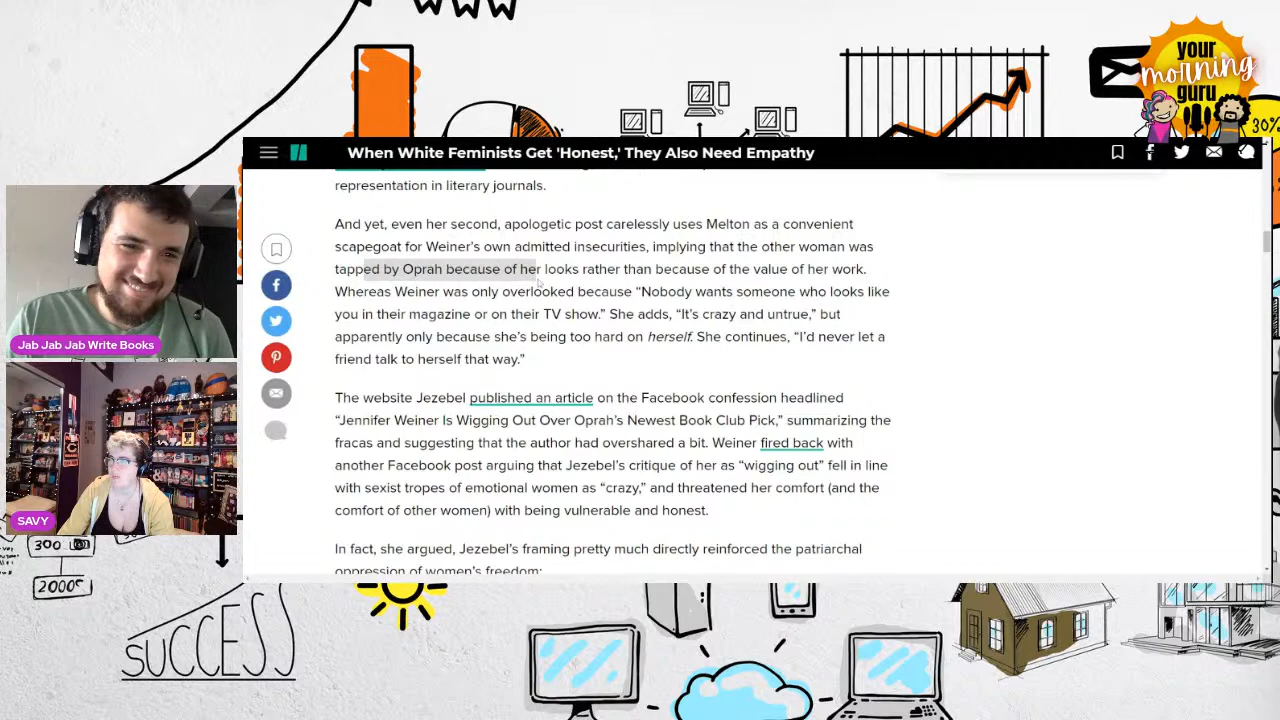 your
morning
guru
30%
When White Feminists Get 'Honest,' They Also Need Empathy
representation in literary journals.
And yet, even her second, apologetic post carelessly uses Melton as a convenient
scapegoat for Weiner's own admitted insecurities, implying that the other woman was
tapped by Oprah because of her looks rather than because of the value of her work.
Whereas Weiner was only overlooked because “Nobody wants someone who looks like
you in their magazine or on their TV show.” She adds, “It's crazy and untrue,” but
apparently only because she's being too hard on herself. She continues, “I'd never let a
friend talk to herself that way.”
The website Jezebel published an article on the Facebook confession headlined
“Jennifer Weiner Is Wigging Out Over Oprah's Newest Book Club Pick,” summarizing the
fracas and suggesting that the author had overshared a bit. Weiner fired back with
another Facebook post arguing that Jezebel's critique of her as “wigging out” fell in line
with sexist tropes of emotional women as “crazy,” and threatened her comfort (and the
comfort of other women) with being vulnerable and honest.
In fact, she argued, Jezebel's framing pretty much directly reinforced the patriarchal
oppression of women's freedom:
Jab Jab Jab Write Books
SAVY
300
2000
SUCCESS